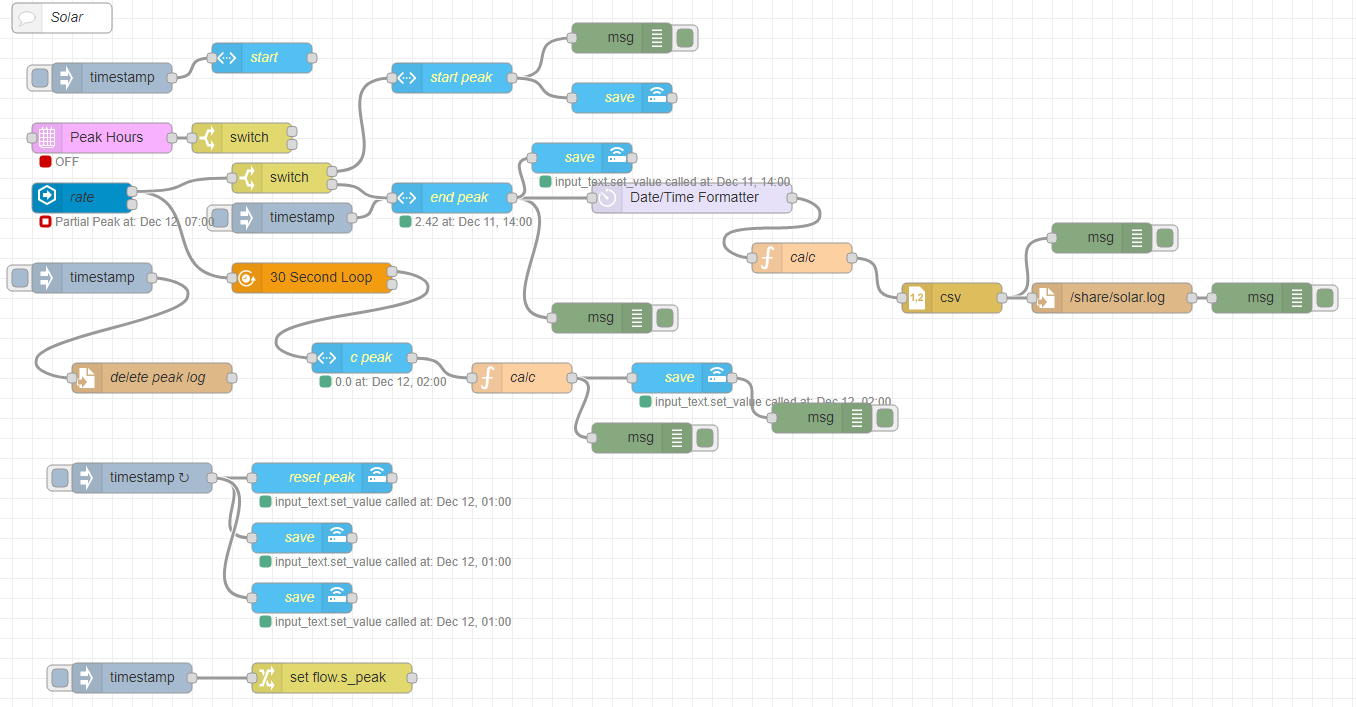 Solar
msg
start
timestamp
start peak
save
Peak Hours
switch
OFF
save
switch
input_text.set_value called at: Dec 11, 14:00
rate
end peak
Date/Time Formatter
timestamp
Partial Peak at: Dec 12, 07:00
2.42 at: Dec 11, 14:00
msg
calc
timestamp
30 Second Loop
1,2
csv
/share/solar.log
msg
msg
c peak
0.0 at: Dec 12, 02:00
delete peak log
calc
save
input_text.set_value called at: Dec 12, 02:00
msg
msg
timestamp ↻
reset peak
input_text.set_value called at: Dec 12, 01:00
save
input_text.set_value called at: Dec 12, 01:00
save
input_text.set_value called at: Dec 12, 01:00
timestamp
set flow.s_peak